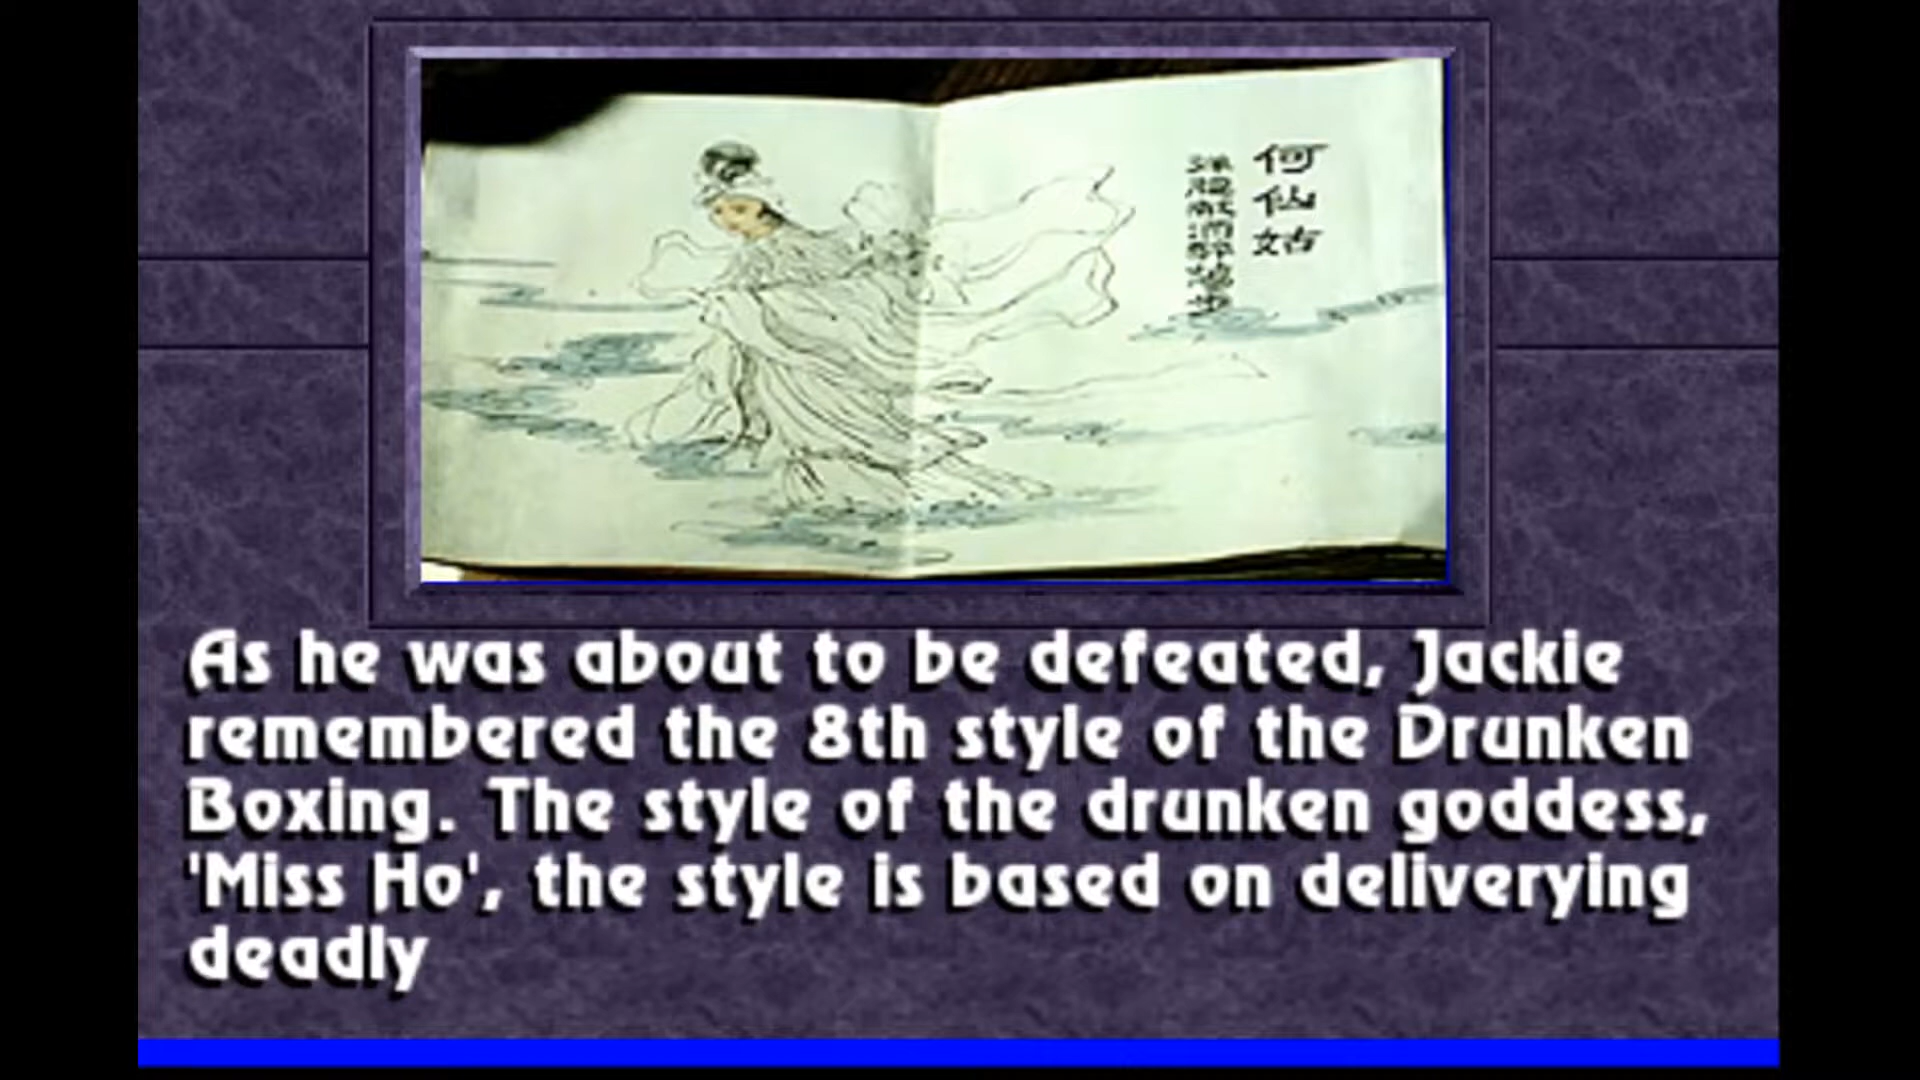 何仙姑
As he was about to be defeated, Jackie
remembered the 8th style of the Drunken
Boxing. The style of the drunken goddess,
'Miss Ho', the style is based on deliverying
deadly